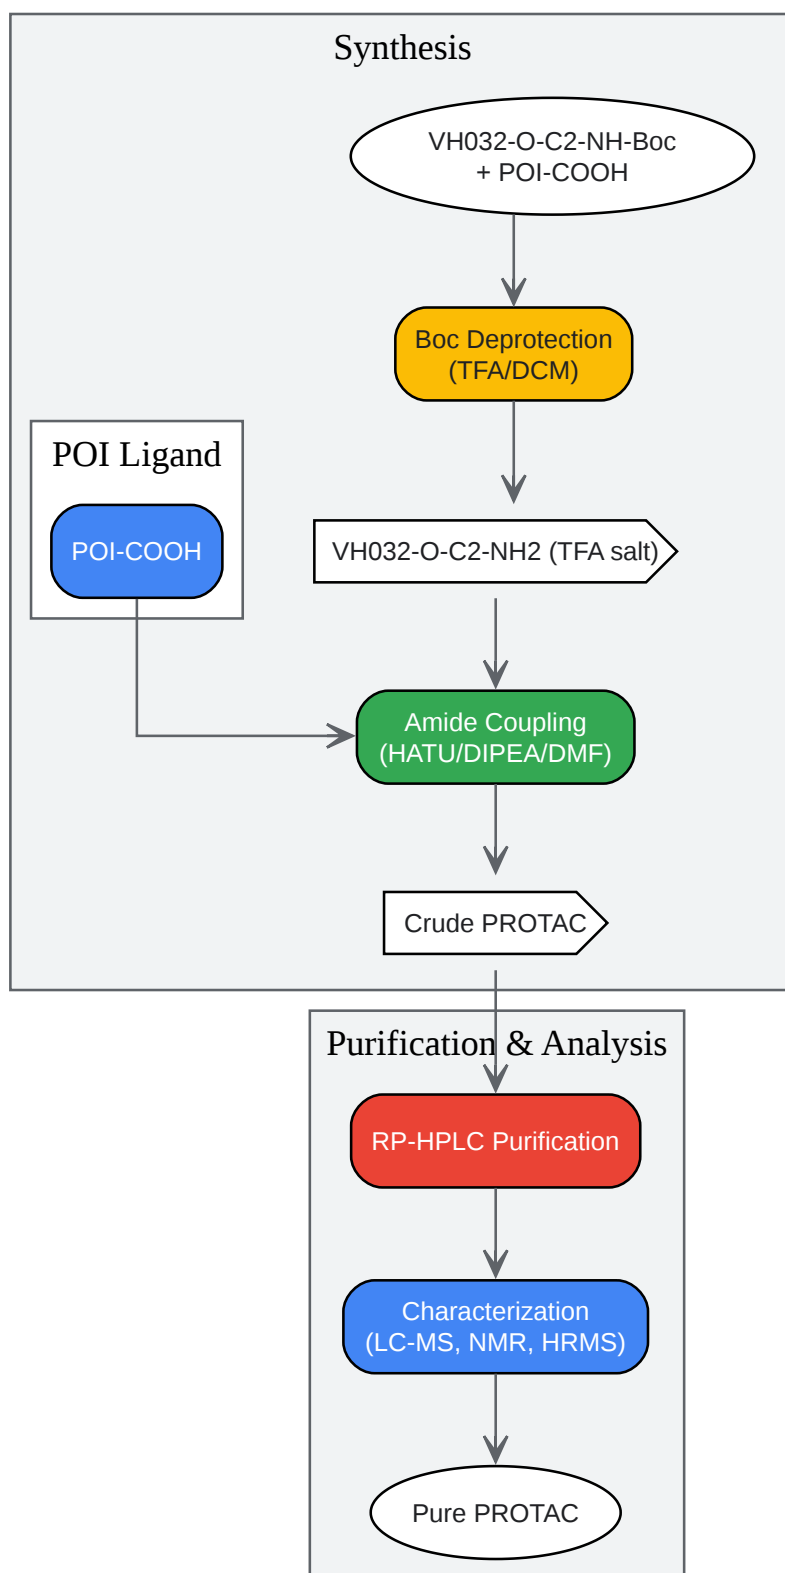 Synthesis
VH032-O-C2-NH-Boc
+ POI-COOH
Boc Deprotection
(TFA/DCM)
POI Ligand
POI-COOH
VH032-O-C2-NH2 (TFA salt)
Amide Coupling
(HATU/DIPEA/DMF)
Crude PROTAC
Purification & Analysis
RP-HPLC Purification
Characterization
(LC-MS, NMR, HRMS)
Pure PROTAC